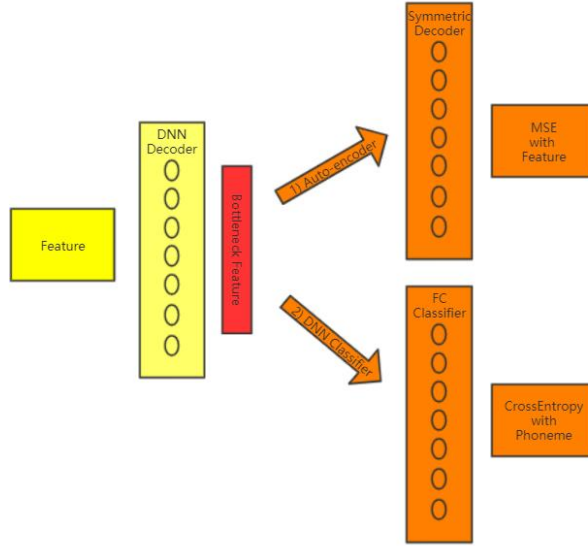 Symmetric
Decoder
MSE
with
Feature
DNN
Decoder
1) Auto-encoder
Bottleneck Feature
Feature
2) DNN Classifier
FC
Classifier
CrossEntropy
with
Phoneme